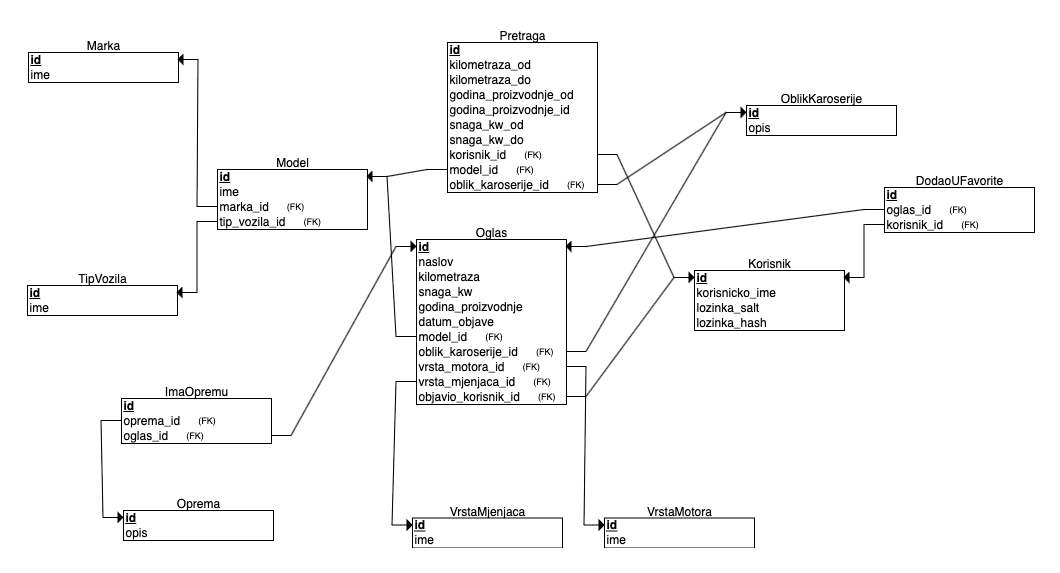 Marka
id
ime
Pretraga
id
kilometraza_od
kilometraza_do
godina_proizvodnje_od
godina_proizvodnje_id
snaga_kw_od
snaga_kw_do
korisnik_id (FK)
model_id (FK)
oblik_karoserije_id (FK)
OblikKaroserije
id
opis
Model
id
ime
marka_id (FK)
tip_vozila_id (FK)
DodaoUFavorite
id
oglas_id (FK)
korisnik_id (FK)
Oglas
id
naslov
kilometraza
snaga_kw
godina_proizvodnje
datum_objave
model_id (FK)
oblik_karoserije_id (FK)
vrsta_motora_id (FK)
vrsta_mjenjaca_id (FK)
objavio_korisnik_id (FK)
Korisnik
id
korisnicko_ime
lozinka_salt
lozinka_hash
TipVozila
id
ime
ImaOpremu
id
oprema_id (FK)
oglas_id (FK)
Oprema
id
opis
VrstaMjenjaca
id
ime
VrstaMotora
id
ime